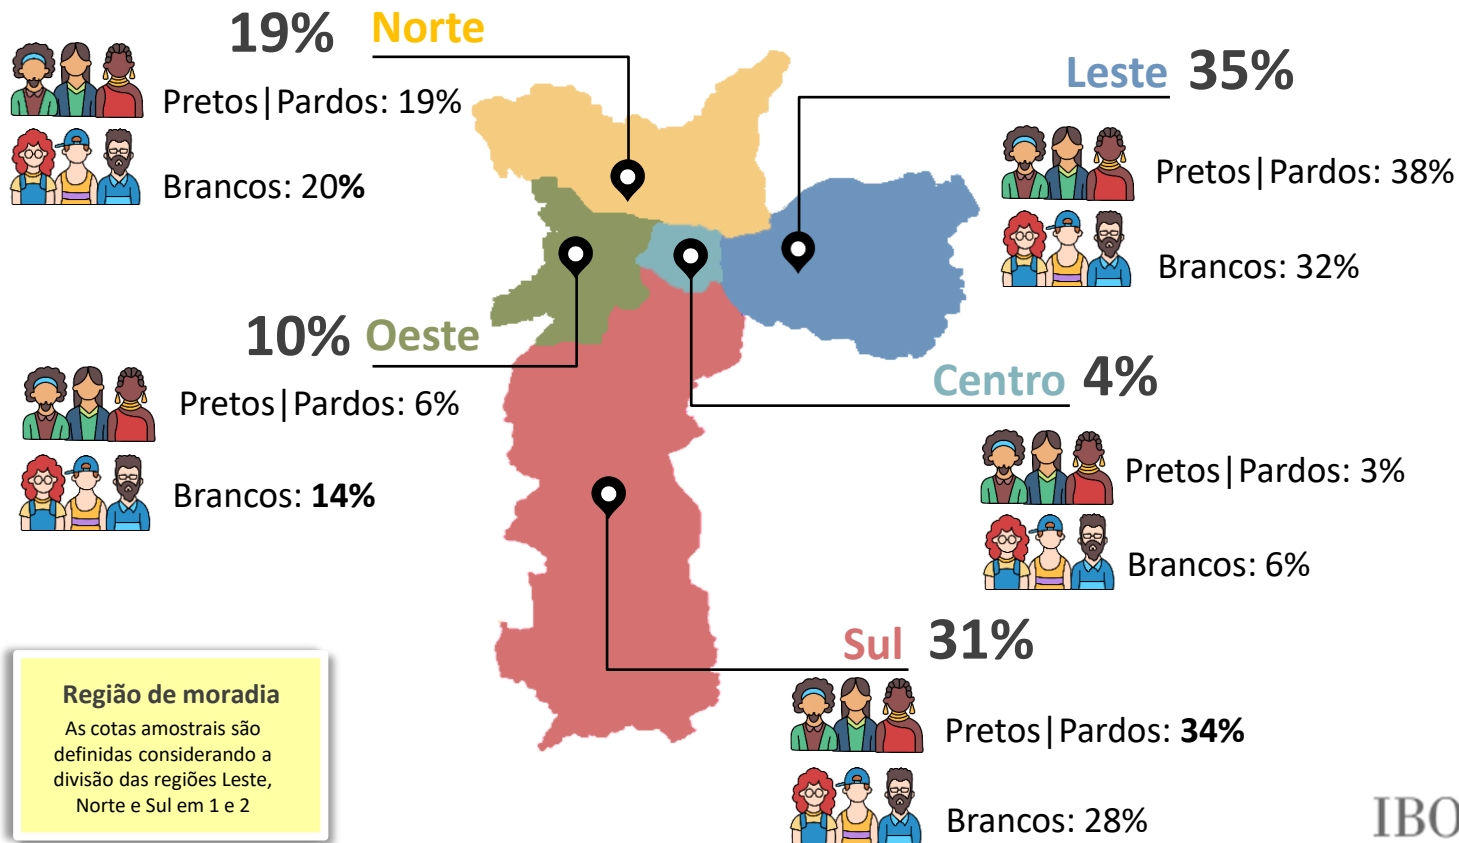 19% Norte
Pretos|Pardos: 19%
Brancos: 20%
Leste 35%
Pretos|Pardos: 38%
Brancos: 32%
10% Oeste
Pretos|Pardos: 6%
Brancos: 14%
Centro 4%
Pretos|Pardos: 3%
Brancos: 6%
Sul 31%
Pretos|Pardos: 34%
Brancos: 28%
Região de moradia
As cotas amostrais são
definidas considerando a
divisão das regiões Leste,
Norte e Sul em 1 e 2
IBO